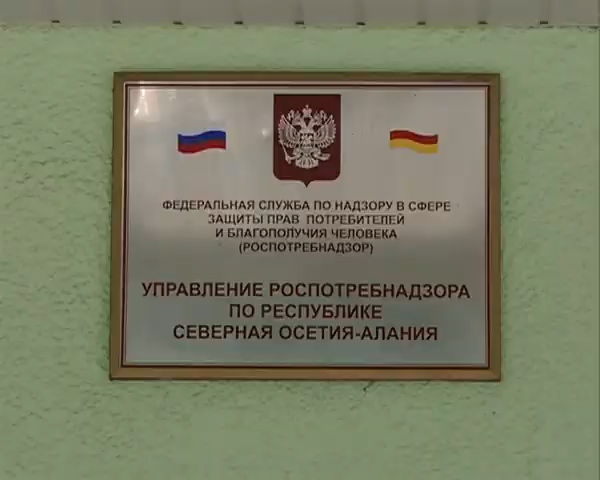 ФЕДЕРАЛЬНАЯ СЛУЖБА ПО НАДЗОРУ В СФЕРЕ
ЗАЩИТЫ ПРАВ ПОТРЕБИТЕЛЕЙ
И БЛАГОПОЛУЧИЯ ЧЕЛОВЕКА
(РОСПОТРЕБНАДЗОР)
УПРАВЛЕНИЕ РОСПОТРЕБНАДЗОРА
ПО РЕСПУБЛИКЕ
СЕВЕРНАЯ ОСЕТИЯ-АЛАНИЯ